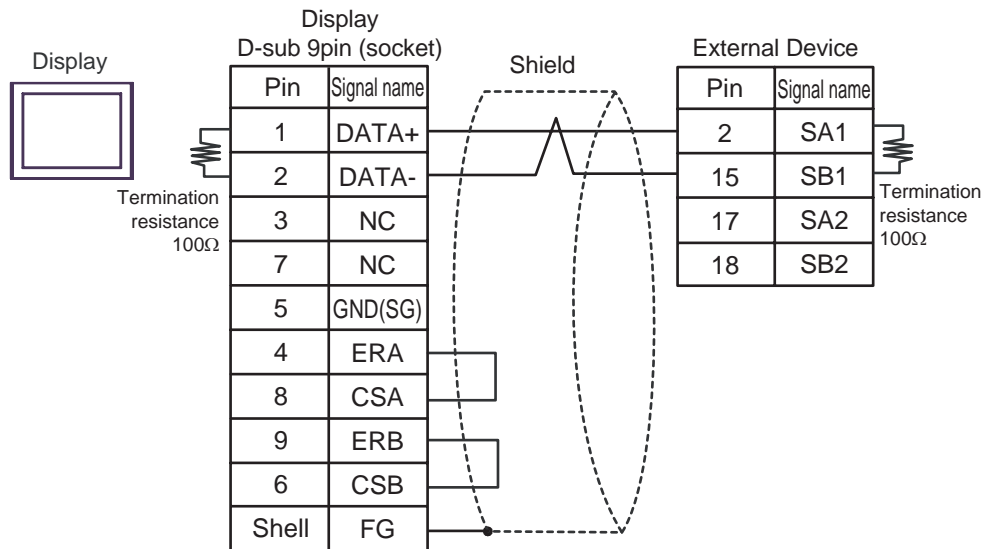 Display
Display
D-sub 9pin (socket)
Pin Signal name
1 DATA+
2 DATA-
3 NC
7 NC
5 GND(SG)
4 ERA
8 CSA
9 ERB
6 CSB
Shell FG
Termination
resistance
100Ω
Shield
External Device
Pin Signal name
2 SA1
15 SB1
17 SA2
18 SB2
Termination
resistance
100Ω